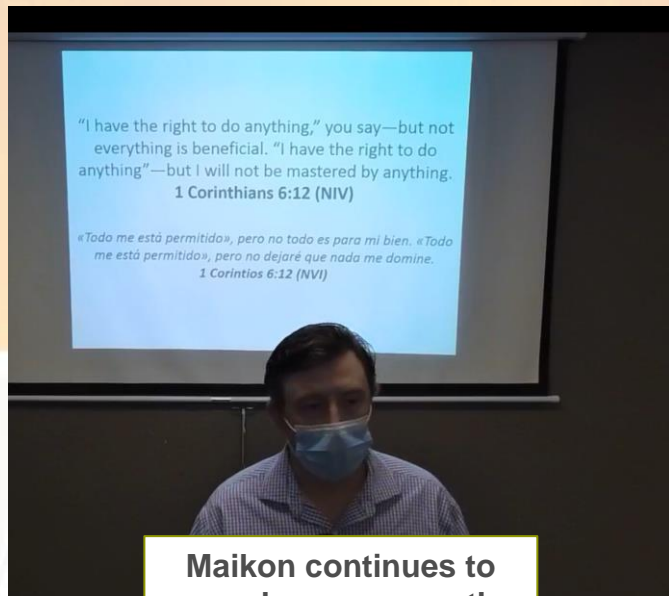 “I have the right to do anything,” you say—but not
everything is beneficial. “I have the right to do
anything”—but I will not be mastered by anything.
1 Corinthians 6:12 (NIV)
«Todo me está permitido», pero no todo es para mi bien. «Todo
me está permitido», pero no dejaré que nada me domine.
1 Corintios 6:12 (NVI)
Maikon continues to